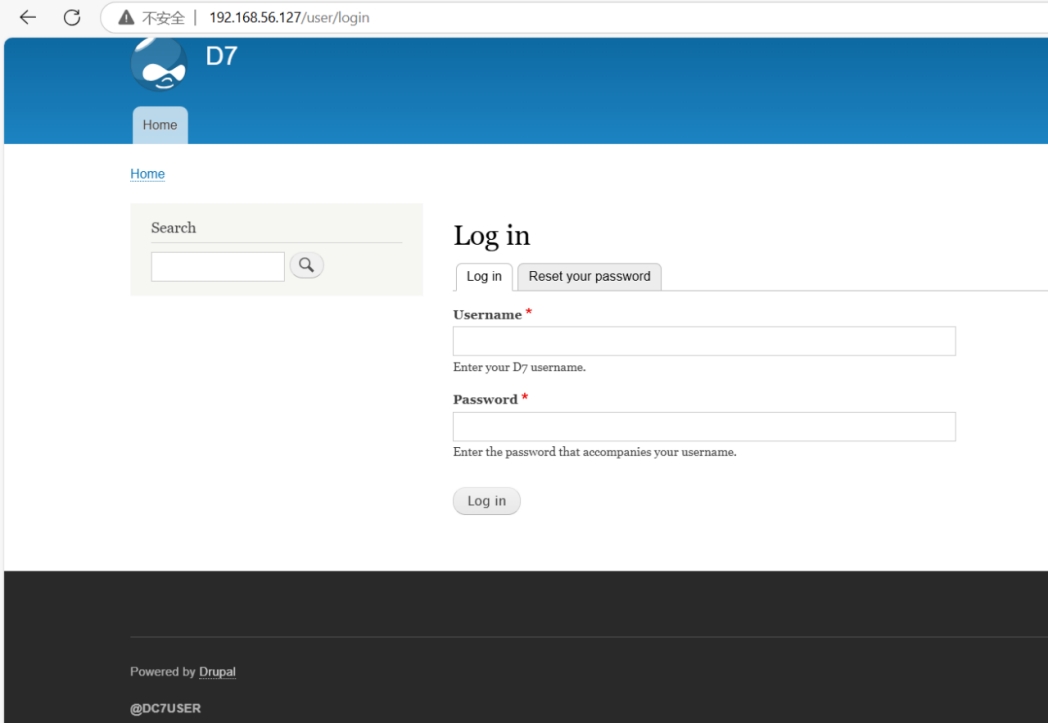 不安全 | 192.168.56.127/user/login
D7
Home
Home
Search
Log in
Log in Reset your password
Username *
Enter your D7 username.
Password *
Enter the password that accompanies your username.
Log in
Powered by Drupal
@DC7USER